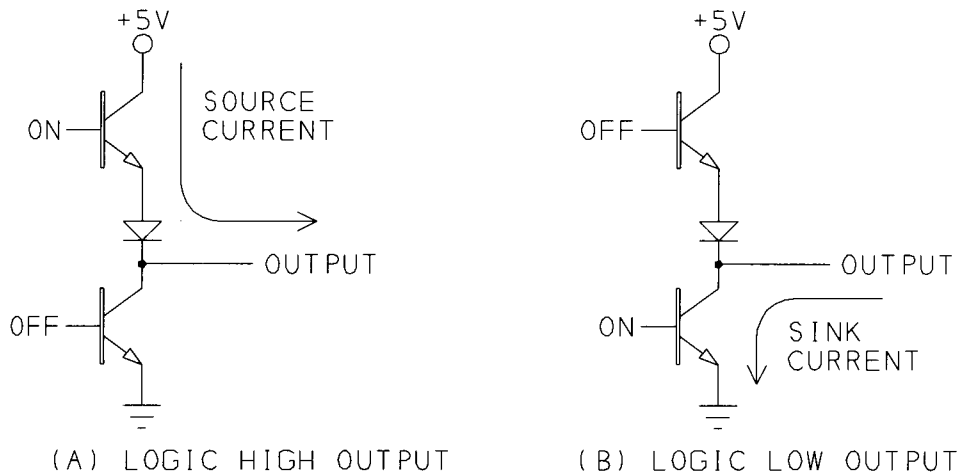 +5V
SOURCE
CURRENT
ON
OUTPUT
OFF
(A) LOGIC HIGH OUTPUT
+5V
OFF
OUTPUT
ON
SINK
CURRENT
(B) LOGIC LOW OUTPUT